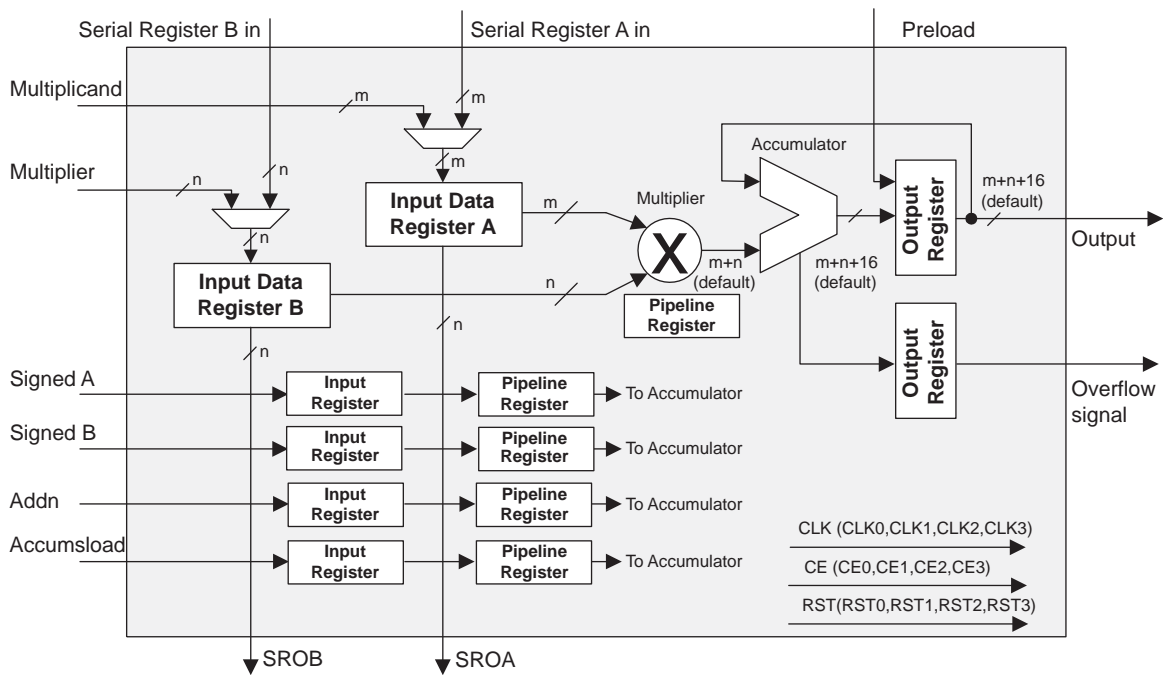 Serial Register B in
Serial Register A in
Preload
Multiplicand
m
m
Multiplier
n
n
m
Accumulator
Input Data
Register A
m
Multiplier
X
m+n
(default)
m+n+16
(default)
Output
Register
m+n+16
(default)
Output
n
Input Data
Register B
n
Pipeline
Register
n
n
Output
Register
Overflow
signal
Signed A
Input
Register
Pipeline
Register
To Accumulator
Signed B
Input
Register
Pipeline
Register
To Accumulator
Addn
Input
Register
Pipeline
Register
To Accumulator
Accumsload
Input
Register
Pipeline
Register
To Accumulator
CLK (CLK0,CLK1,CLK2,CLK3)
CE (CE0,CE1,CE2,CE3)
RST(RST0,RST1,RST2,RST3)
SROB
SROA